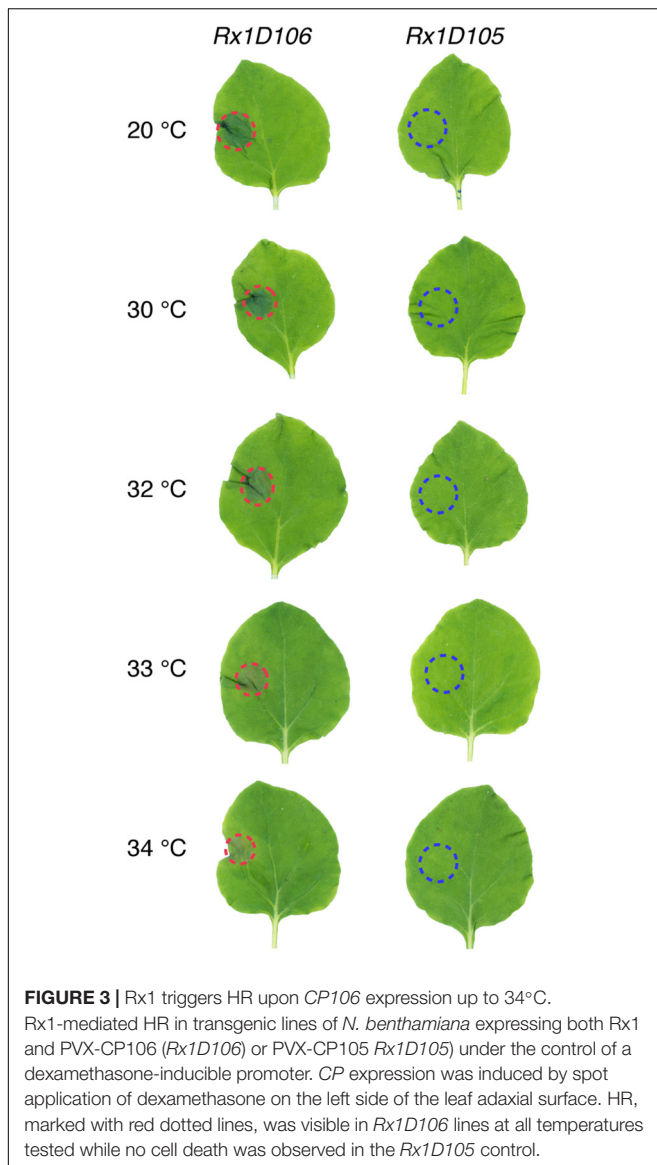 Rx1D106 Rx1D105
20 °C
30 °C
32 °C
33 °C
34 °C
FIGURE 3 | Rx1 triggers HR upon CP106 expression up to 34°C.
Rx1-mediated HR in transgenic lines of N. benthamiana expressing both Rx1
and PVX-CP106 (Rx1D106) or PVX-CP105 Rx1D105) under the control of a
dexamethasone-inducible promoter. CP expression was induced by spot
application of dexamethasone on the left side of the leaf adaxial surface. HR,
marked with red dotted lines, was visible in Rx1D106 lines at all temperatures
tested while no cell death was observed in the Rx1D105 control.